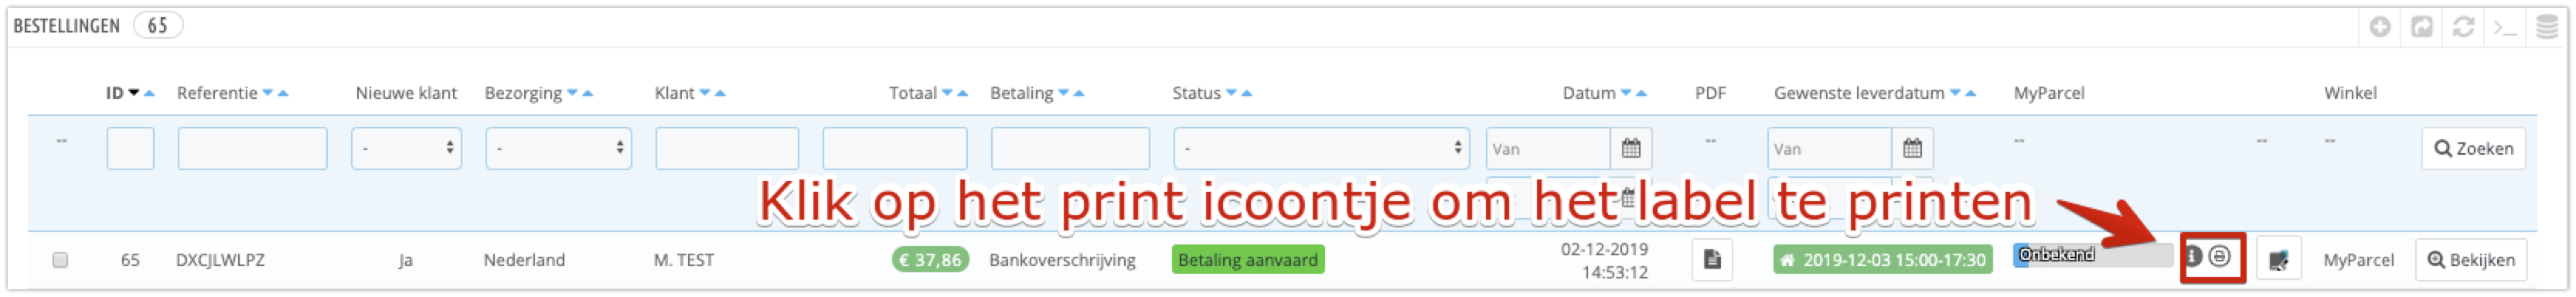 BESTELLINGEN 65
ID Referentie Nieuwe klant Bezorging Klant Totaal Betaling Status Datum PDF Gewenste leverdatum MyParcel Winkel
-- - - - Van -- Van -- -- -- Zoeken
Klik op het print icoontje om het label te printen
65 DXCJLWLPZ Ja Nederland M. TEST € 37,86 Bankoverschrijving Betaling aanvaard 02-12-2019 14:53:12 2019-12-03 15:00-17:30 Onbekend MyParcel Bekijken